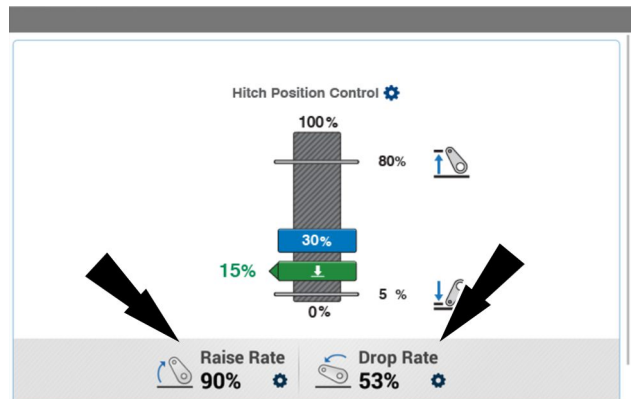 Hitch Position Control
100%
80%
30%
15%
5 %
0%
Raise Rate
90%
Drop Rate
53%